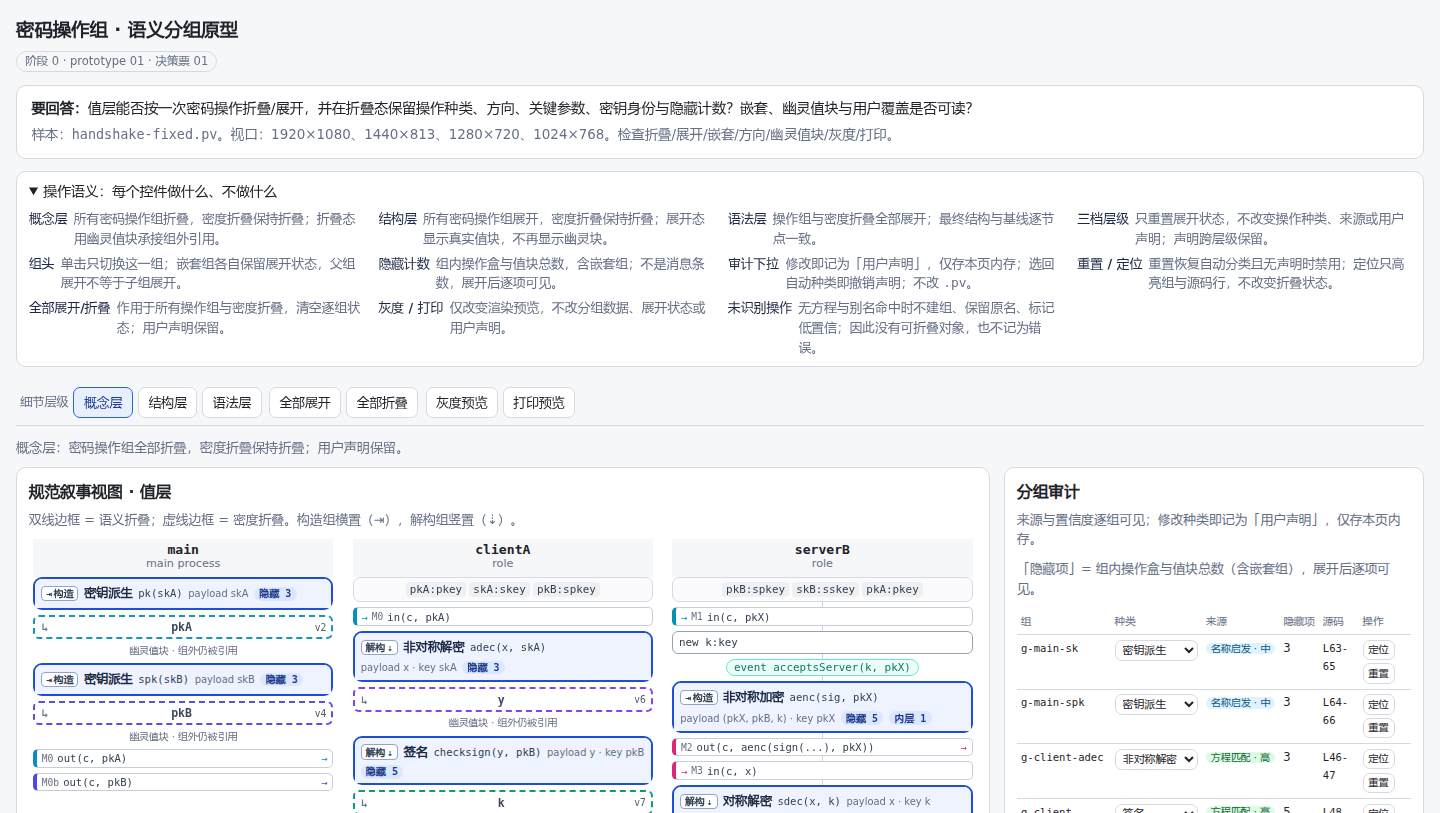 密码操作组 · 语义分组原型
阶段 0 · prototype 01 · 决策票 01
要回答：值层能否按一次密码操作折叠/展开，并在折叠态保留操作种类、方向、关键参数、密钥身份与隐藏计数？嵌套、幽灵值块与用户覆盖是否可读？
样本：handshake-fixed.pv。视口：1920×1080、1440×813、1280×720、1024×768。检查折叠/展开/嵌套/方向/幽灵值块/灰度/打印。
▼ 操作语义：每个控件做什么、不做什么
概念层 所有密码操作组折叠，密度折叠保持折叠；折叠态
用幽灵值块承接组外引用。
结构层 所有密码操作组展开，密度折叠保持折叠；展开态
显示真实值块，不再显示幽灵块。
语法层 操作组与密度折叠全部展开；最终结构与基线逐节
点一致。
三档层级 只重置展开状态，不改变操作种类、来源或用户
声明；声明跨层级保留。
组头 单击只切换这一组；嵌套组各自保留展开状态，父组
展开不等于子组展开。
隐藏计数 组内操作盒与值块总数，含嵌套组；不是消息条
数，展开后逐项可见。
审计下拉 修改即记为「用户声明」，仅存本页内存；选回
自动种类即撤销声明；不改 .pv。
重置 / 定位 重置恢复自动分类且无声明时禁用；定位只高
亮组与源码行，不改变折叠状态。
全部展开/折叠 作用于所有操作组与密度折叠，清空逐组状
态；用户声明保留。
灰度 / 打印 仅改变渲染预览，不改分组数据、展开状态或
用户声明。
未识别操作 无方程与别名命中时不建组、保留原名、标记
低置信；因此没有可折叠对象，也不记为错
误。
细节层级 概念层 结构层 语法层 全部展开 全部折叠 灰度预览 打印预览
概念层：密码操作组全部折叠，密度折叠保持折叠；用户声明保留。
规范叙事视图 · 值层
双线边框 = 语义折叠；虚线边框 = 密度折叠。构造组横置（⇥），解构组竖置（⇣）。
main
main process
⇥构造 密钥派生 pk(skA) payload skA 隐藏 3
↳ pkA v2
幽灵值块 · 组外仍被引用
⇥构造 密钥派生 spk(skB) payload skB 隐藏 3
↳ pkB v4
幽灵值块 · 组外仍被引用
M0 out(c, pkA) →
M0b out(c, pkB) →
clientA
role
pkA:pkey skA:skey pkB:spkey
→ M0 in(c, pkA)
解构⇣ 非对称解密 adec(x, skA)
payload x · key skA 隐藏 3
↳ y v6
幽灵值块 · 组外仍被引用
解构⇣ 签名 checksign(y, pkB) payload y · key pkB
隐藏 5
↳ k v7
serverB
role
pkB:spkey skB:sskey pkA:pkey
→ M1 in(c, pkX)
new k:key
event acceptsServer(k, pkX)
⇥构造 非对称加密 aenc(sig, pkX)
payload (pkX, pkB, k) · key pkX 隐藏 5 内层 1
M2 out(c, aenc(sign(...), pkX)) →
→ M3 in(c, x)
解构⇣ 对称解密 sdec(x, k) payload x · key k
分组审计
来源与置信度逐组可见；修改种类即记为「用户声明」，仅存本页内
存。
「隐藏项」= 组内操作盒与值块总数（含嵌套组），展开后逐项可
见。
组 种类 来源 隐藏项 源码 操作
g-main-sk 密钥派生 名称启发 · 中 3 L63-
65 定位
重置
g-main-spk 密钥派生 名称启发 · 中 3 L64-
66 定位
重置
g-client-adec 非对称解密 方程匹配 · 高 3 L46-
47 定位
重置
g-client- 签名 方程匹配 · 高 5 L48- 定位